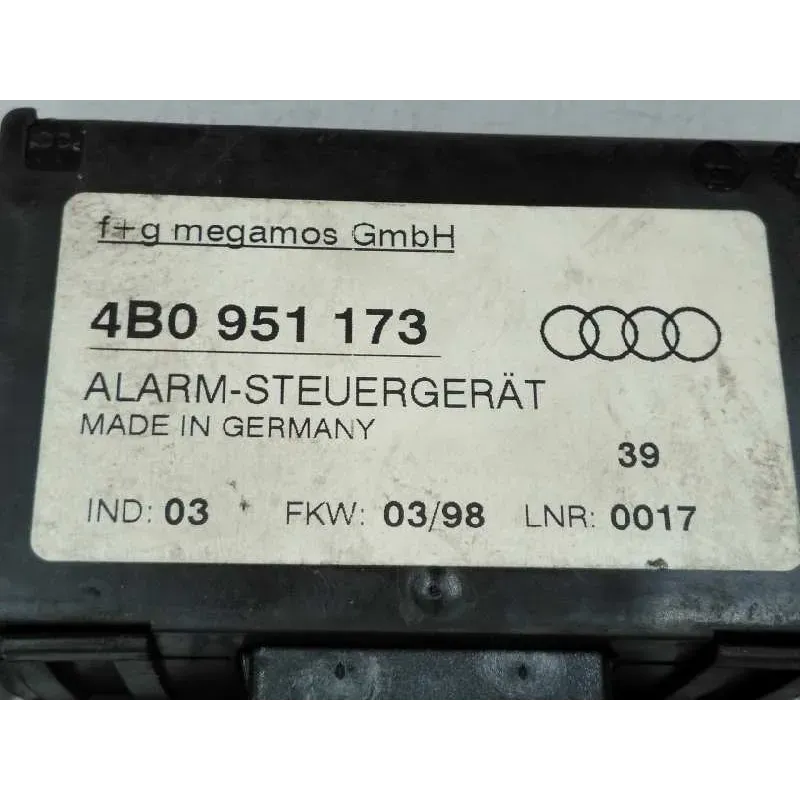 f+g megamos GmbH
4B0 951 173
ALARM-STEUERGERÄT
MADE IN GERMANY
39
IND: 03 FKW: 03/98 LNR: 0017